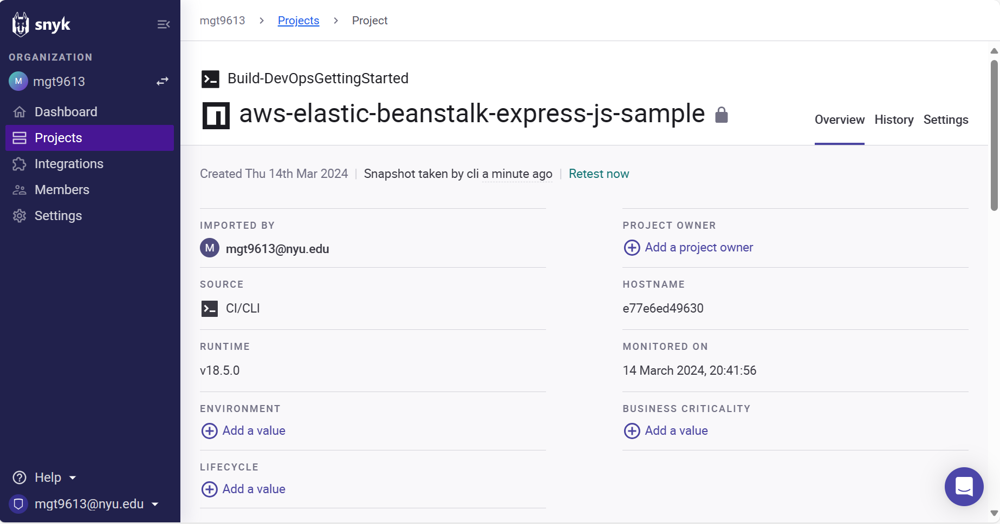 snyk
ORGANIZATION
M mgt9613
Dashboard
Projects
Integrations
Members
Settings
Help
mgt9613@nyu.edu
mgt9613 > Projects > Project
Build-DevOpsGettingStarted
aws-elastic-beanstalk-express-js-sample
Overview History Settings
Created Thu 14th Mar 2024 | Snapshot taken by cli a minute ago | Retest now
IMPORTED BY
M mgt9613@nyu.edu
PROJECT OWNER
Add a project owner
SOURCE
CI/CLI
HOSTNAME
e77e6ed49630
RUNTIME
v18.5.0
MONITORED ON
14 March 2024, 20:41:56
ENVIRONMENT
Add a value
BUSINESS CRITICALITY
Add a value
LIFECYCLE
Add a value